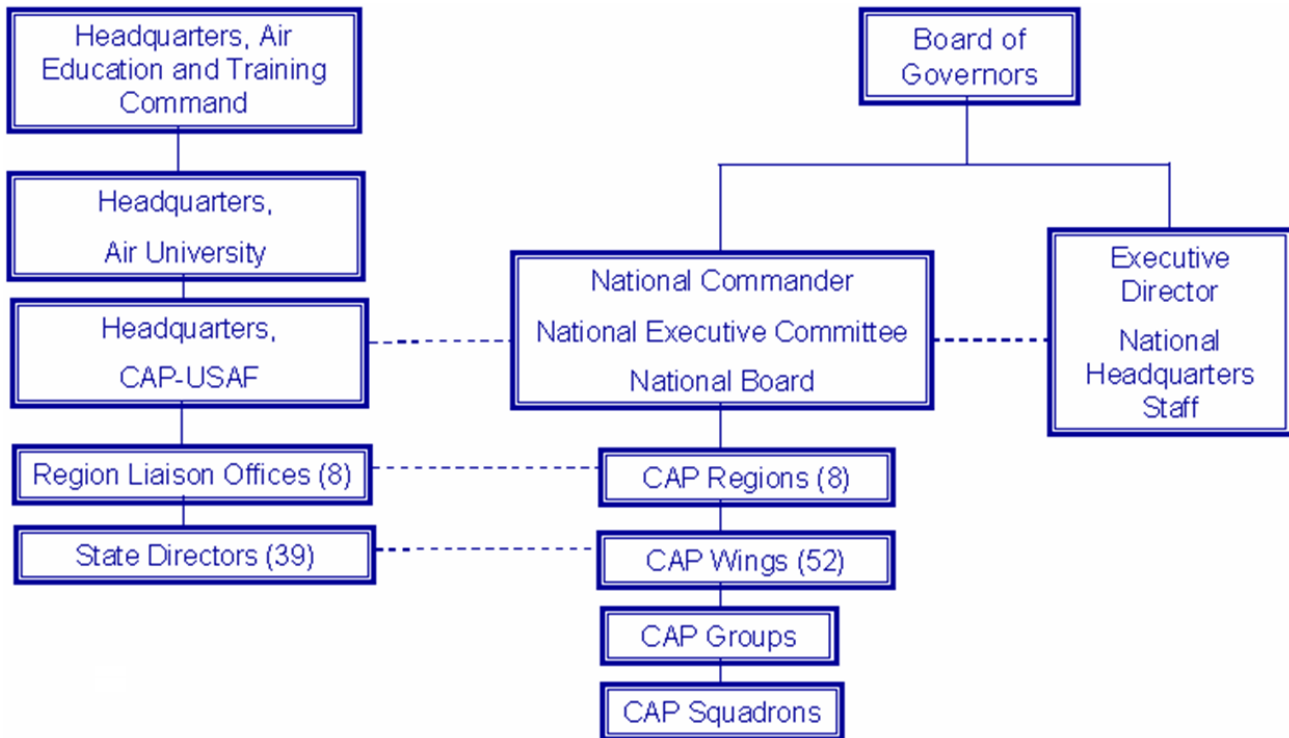 Headquarters, Air
Education and Training
Command
Board of
Governors
Headquarters,
Air University
National Commander
National Executive Committee
National Board
Executive
Director
National
Headquarters
Staff
Headquarters,
CAP-USAF
Region Liaison Offices (8)
CAP Regions (8)
State Directors (39)
CAP Wings (52)
CAP Groups
CAP Squadrons